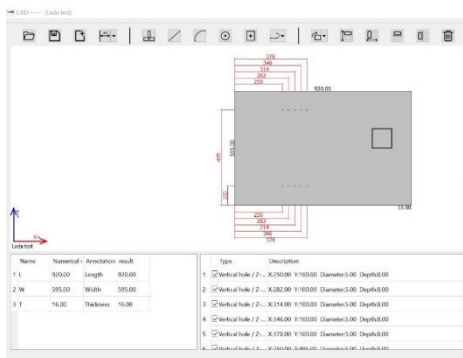 CAD------ [Leda test]
378
346
314
282
250
920.00
495
595.00
100
16.00
250
282
314
346
378
X
Leda test
Name Numerical Annotation result
1 L 920.00 Length 920.00
2 W 595.00 Width 595.00
3 T 16.00 Thickness 16.00
Type Description
1 Vertical hole / Z-... X:250.00 Y:100.00 Diameter:5.00 Depth:8.00
2 Vertical hole / Z-... X:282.00 Y:100.00 Diameter:5.00 Depth:8.00
3 Vertical hole / Z-... X:314.00 Y:100.00 Diameter:5.00 Depth:8.00
4 Vertical hole / Z-... X:346.00 Y:100.00 Diameter:5.00 Depth:8.00
5 Vertical hole / Z-... X:378.00 Y:100.00 Diameter:5.00 Depth:8.00